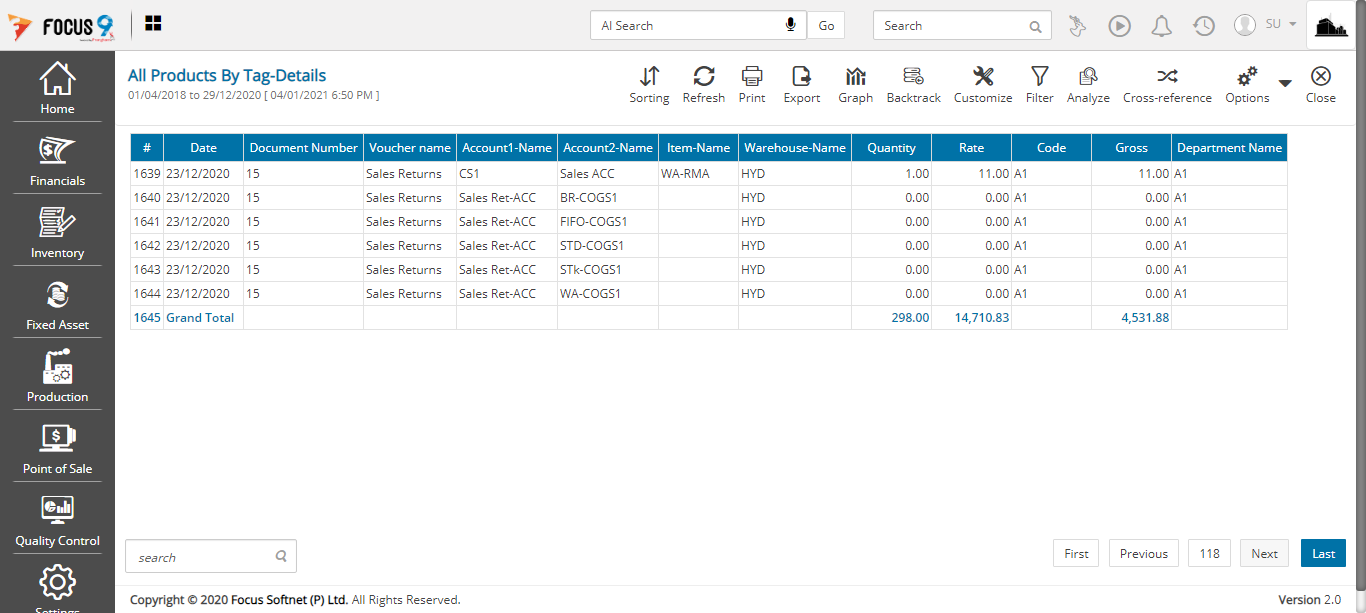 FOCUS 9
AI Search
Go
Search
SU
Home
Financials
Inventory
Fixed Asset
Production
Point of Sale
Quality Control
Settings
All Products By Tag-Details
01/04/2018 to 29/12/2020 [ 04/01/2021 6:50 PM ]
Sorting Refresh Print Export Graph Backtrack Customize Filter Analyze Cross-reference Options Close
# Date Document Number Voucher name Account1-Name Account2-Name Item-Name Warehouse-Name Quantity Rate Code Gross Department Name
1639 23/12/2020 15 Sales Returns CS1 Sales ACC WA-RMA HYD 1.00 11.00 A1 11.00 A1
1640 23/12/2020 15 Sales Returns Sales Ret-ACC BR-COGS1 HYD 0.00 0.00 A1 0.00 A1
1641 23/12/2020 15 Sales Returns Sales Ret-ACC FIFO-COGS1 HYD 0.00 0.00 A1 0.00 A1
1642 23/12/2020 15 Sales Returns Sales Ret-ACC STD-COGS1 HYD 0.00 0.00 A1 0.00 A1
1643 23/12/2020 15 Sales Returns Sales Ret-ACC STk-COGS1 HYD 0.00 0.00 A1 0.00 A1
1644 23/12/2020 15 Sales Returns Sales Ret-ACC WA-COGS1 HYD 0.00 0.00 A1 0.00 A1
1645 Grand Total 298.00 14,710.83 4,531.88
search
First Previous 118 Next Last
Copyright © 2020 Focus Softnet (P) Ltd. All Rights Reserved.
Version 2.0